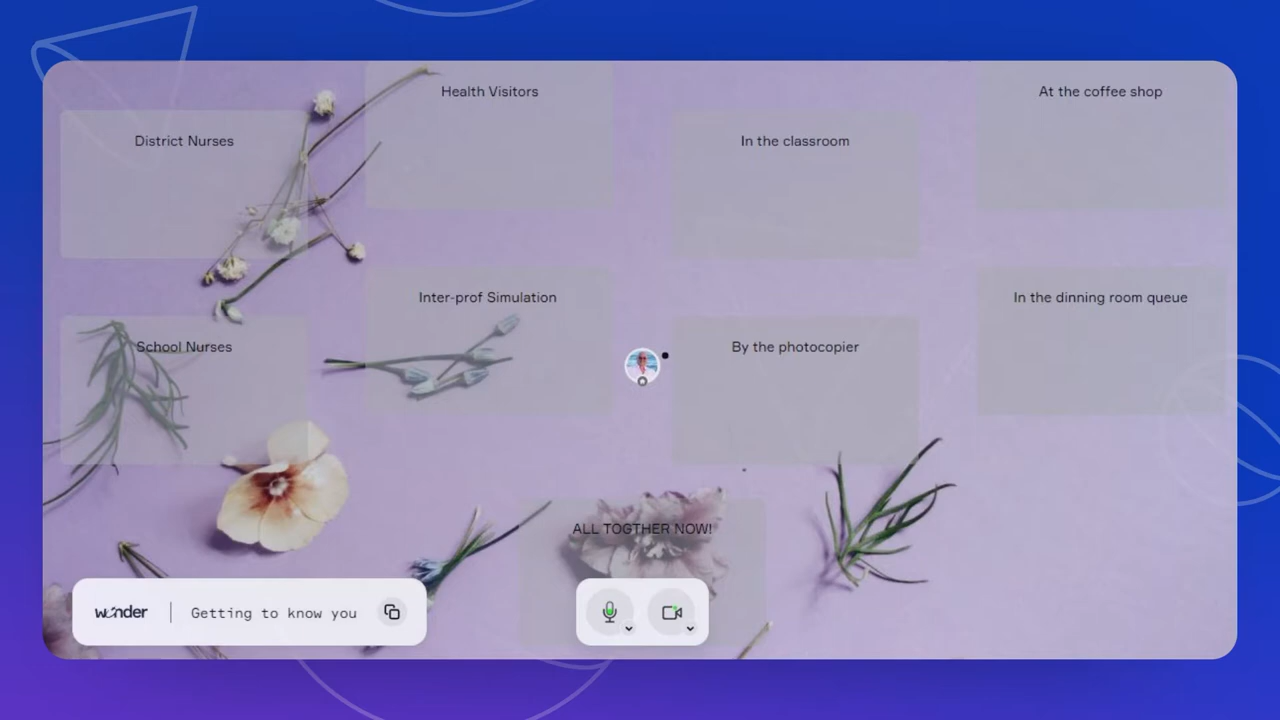 Health Visitors
At the coffee shop
District Nurses
In the classroom
Inter-prof Simulation
In the dinning room queue
School Nurses
By the photocopier
ALL TOGTHER NOW!
wonder
Getting to know you